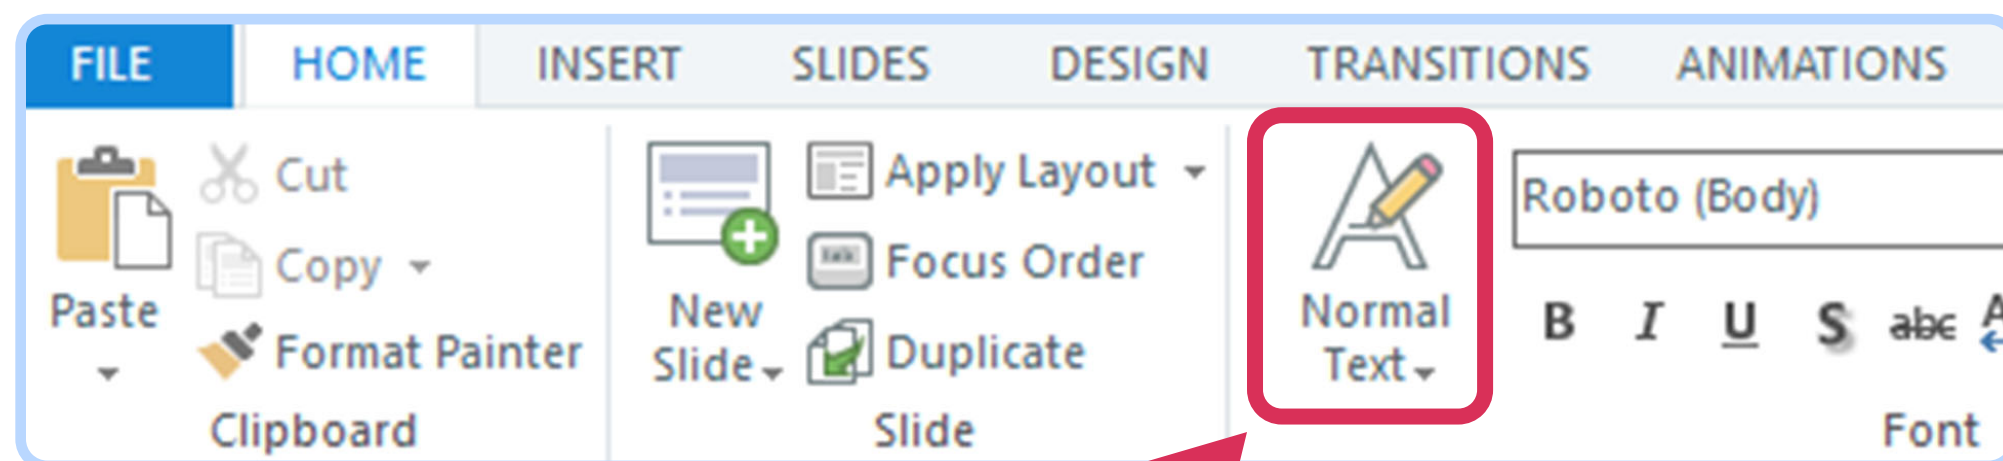 FILE HOME INSERT SLIDES DESIGN TRANSITIONS ANIMATIONS
Paste
Cut
Copy
Format Painter
Clipboard
New
Slide
Apply Layout
Focus Order
Duplicate
Slide
Normal
Text
Roboto (Body)
B I U S abc A
Font